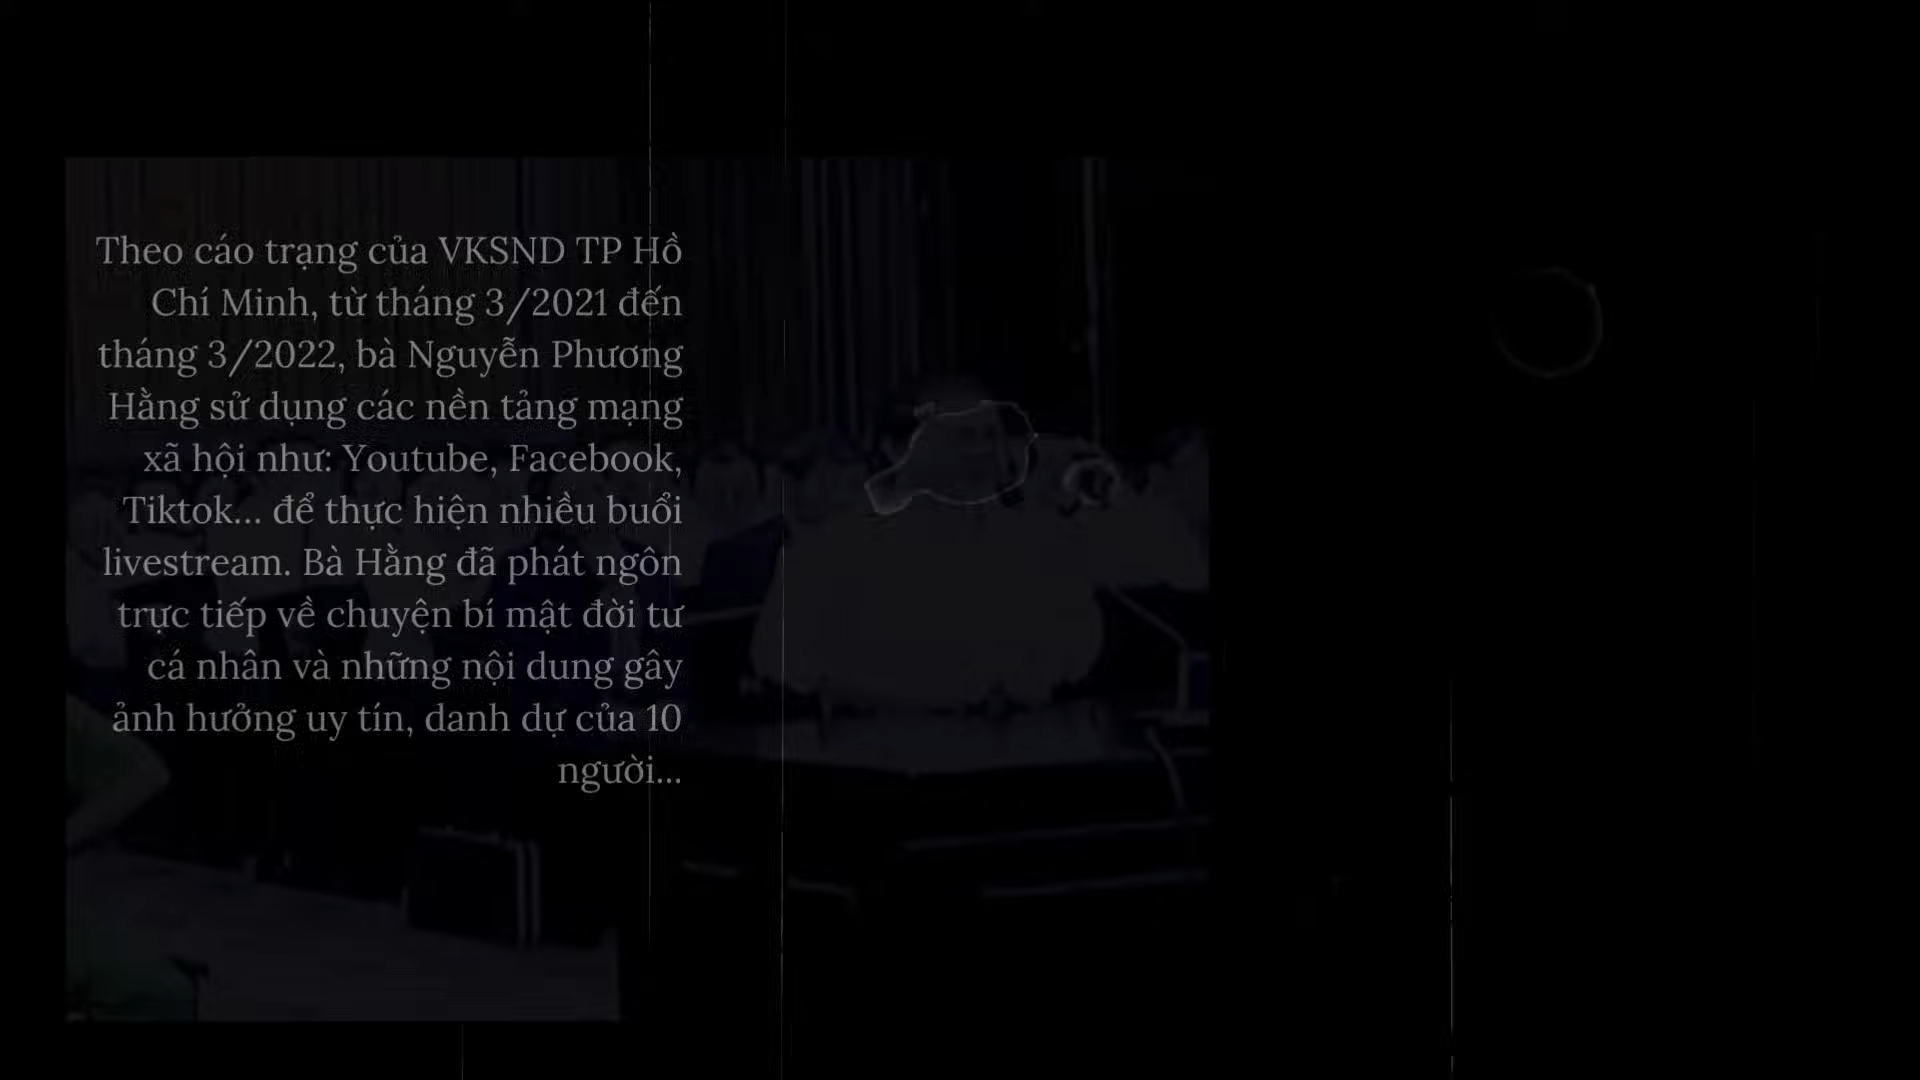 Theo cáo trạng của VKSND TP Hồ
Chí Minh, từ tháng 3/2021 đến
tháng 3/2022, bà Nguyễn Phương
Hằng sử dụng các nền tảng mạng
xã hội như: Youtube, Facebook,
Tiktok... để thực hiện nhiều buổi
livestream. Bà Hằng đã phát ngôn
trực tiếp về chuyện bí mật đời tư
cá nhân và những nội dung gây
ảnh hưởng uy tín, danh dự của 10
người...